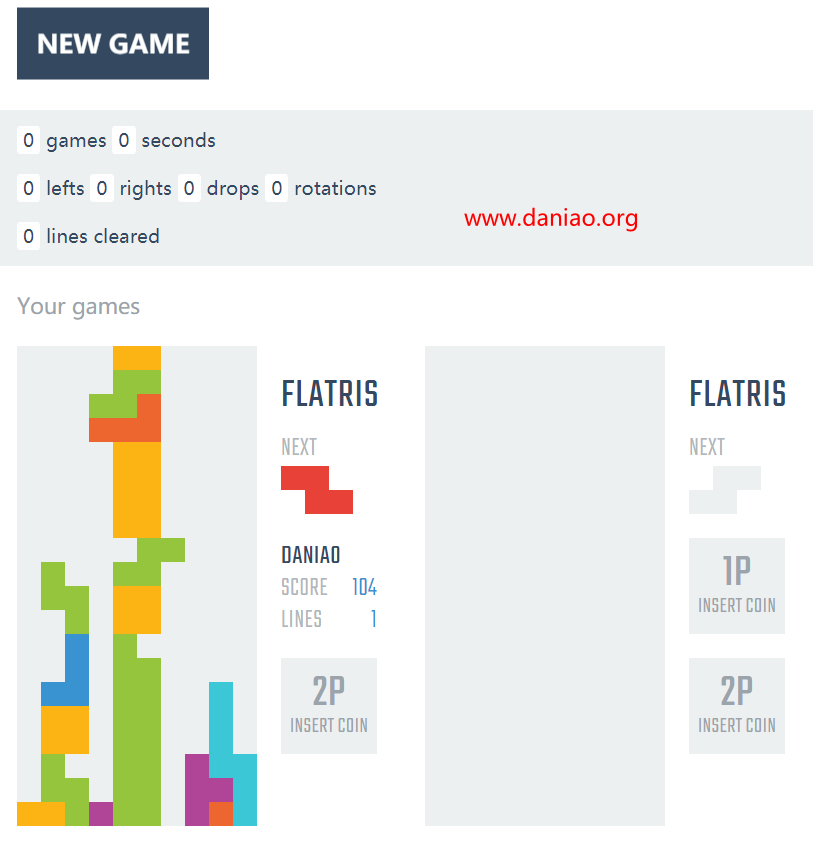 NEW GAME
0 games 0 seconds
0 lefts 0 rights 0 drops 0 rotations
www.daniao.org
0 lines cleared
Your games
FLATRIS
NEXT
DANIAO
SCORE 104
LINES 1
2P
INSERT COIN
FLATRIS
NEXT
1P
INSERT COIN
2P
INSERT COIN